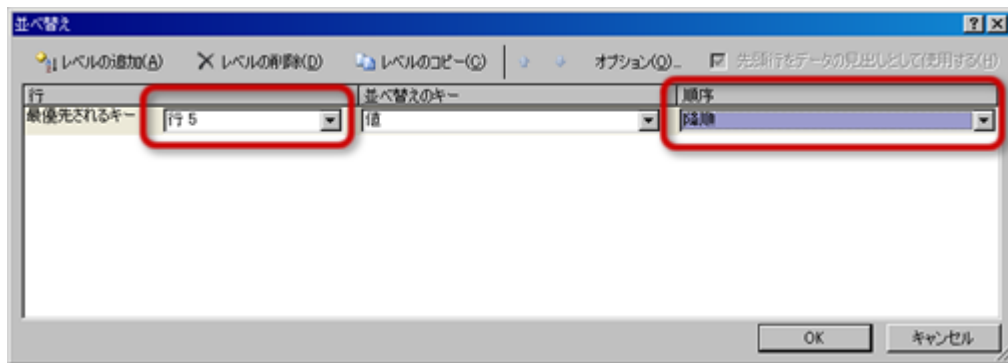 並べ替え
レベルの追加(A) レベルの削除(D) レベルのコピー(C) オプション(O)... 先頭行をデータの見出しとして使用する(H)
行 並べ替えのキー 順序
最優先されるキー 行 5 値 降順
OK キャンセル